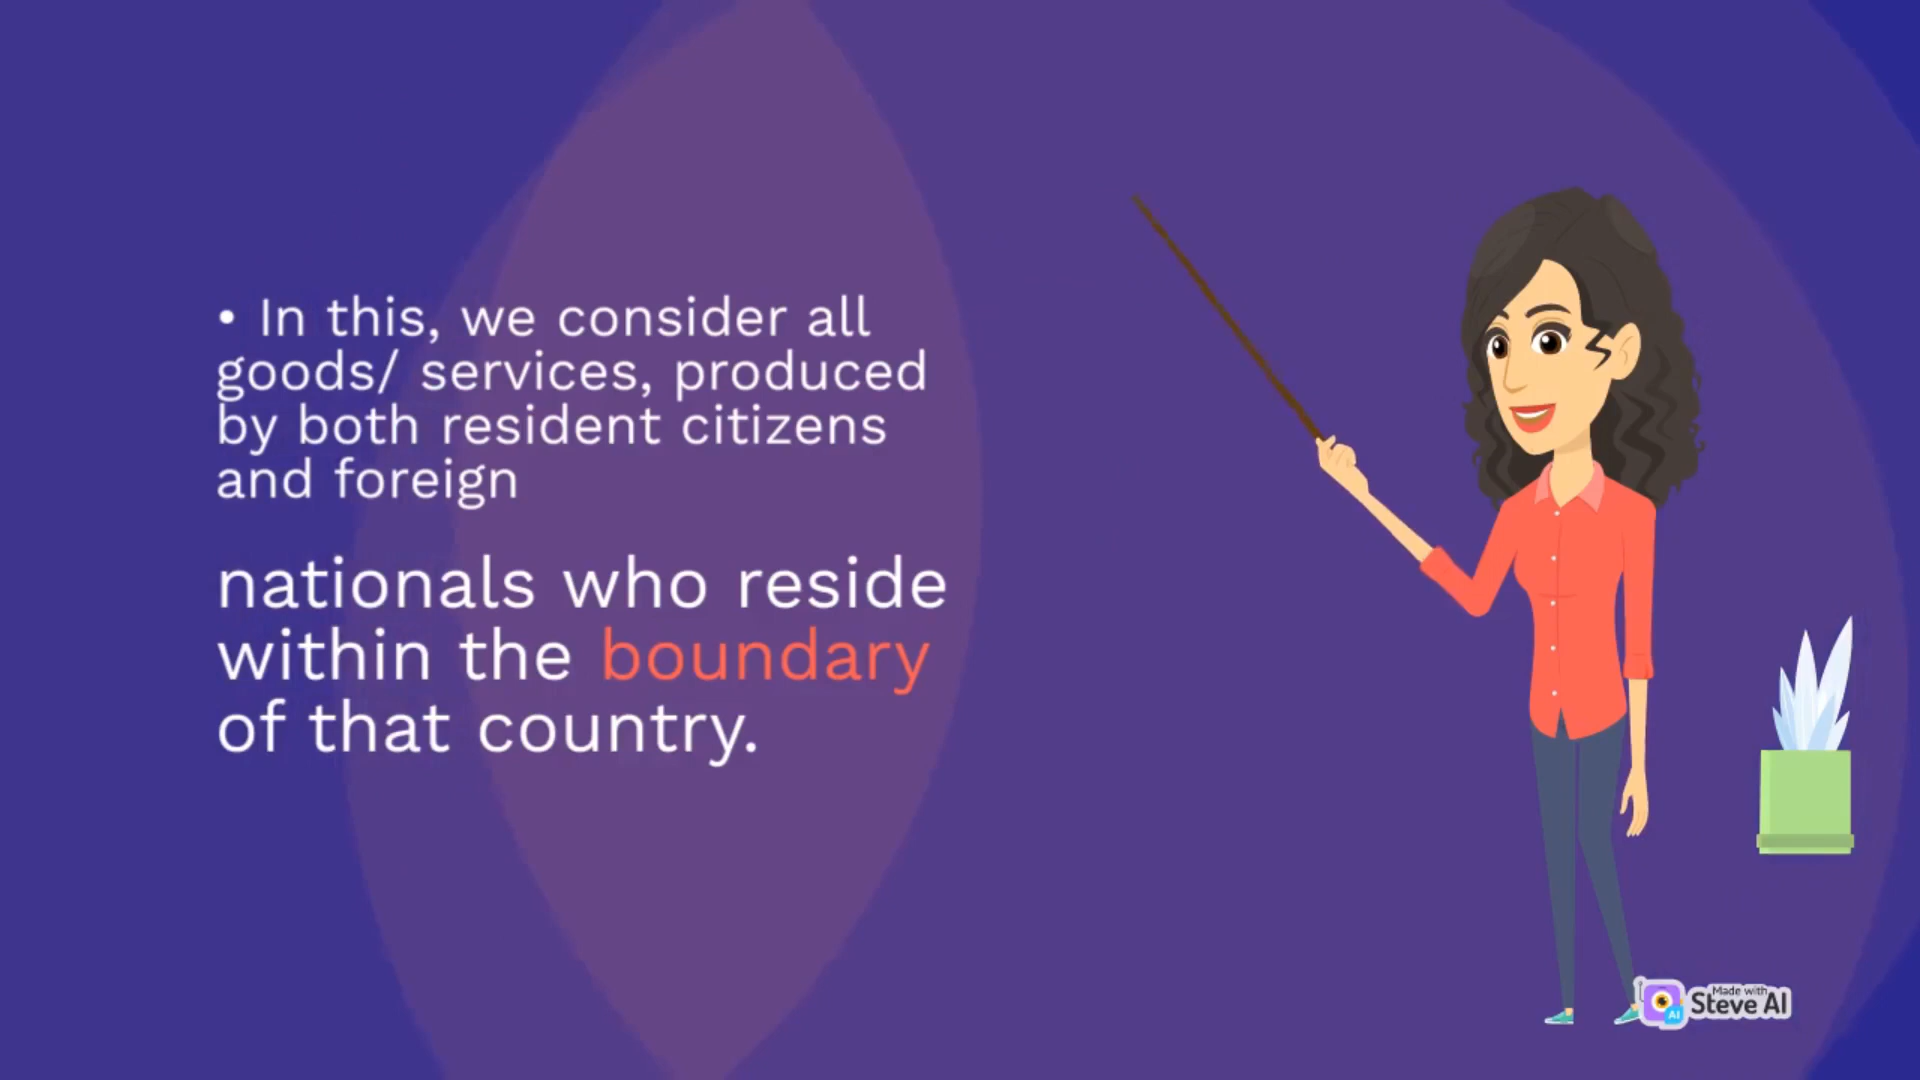 • In this, we consider all
goods/ services, produced
by both resident citizens
and foreign
nationals who reside
within the boundary
of that country.
Made with
Steve AI
AI